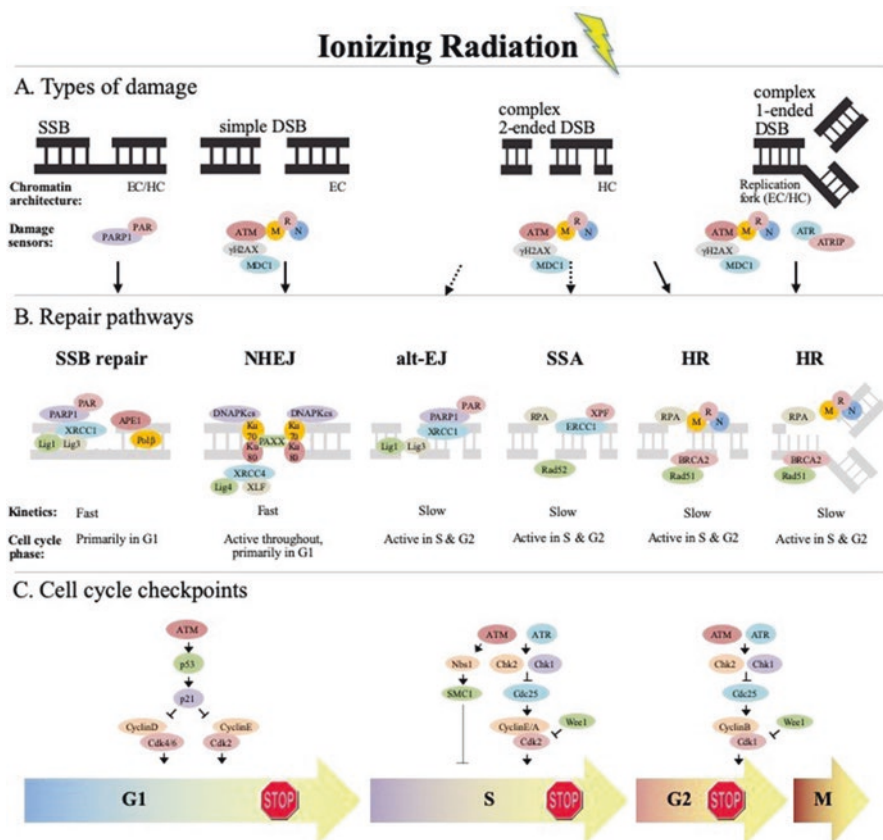 Ionizing Radiation
A. Types of damage
SSB
simple DSB
complex
2-ended DSB
complex
1-ended
DSB
Chromatin
architecture:
EC/HC
EC
HC
Replication
fork (EC/HC)
Damage
sensors:
PARP1
PAR
ATM
M
R
N
γH2AX
MDC1
ATM
M
R
N
γH2AX
MDC1
ATM
M
R
N
γH2AX
MDC1
ATR
ATRIP
B. Repair pathways
SSB repair
NHEJ
alt-EJ
SSA
HR
HR
PAR
PARP1
APE1
XRCC1
Lig1
Lig3
Polβ
DNAPKcs
DNAPKcs
Ku
70
PAXX
Ku
70
Ku
80
Ku
80
XRCC4
Lig4
XLF
PAR
PARP1
XRCC1
Lig1
Lig3
RPA
XPF
ERCC1
Rad52
RPA
M
R
N
BRCA2
Rad51
RPA
M
R
N
BRCA2
Rad51
Kinetics:
Fast
Fast
Slow
Slow
Slow
Slow
Cell cycle
phase:
Primarily in G1
Active throughout,
primarily in G1
Active in S & G2
Active in S & G2
Active in S & G2
Active in S & G2
C. Cell cycle checkpoints
ATM
p53
p21
CyclinD
CyclinE
Cdk4/6
Cdk2
ATM
ATR
Nbs1
Chk2
Chk1
SMC1
Cdc25
CyclinE/A
Wee1
Cdk2
ATM
ATR
Chk2
Chk1
Cdc25
CyclinB
Wee1
Cdk1
G1
STOP
S
STOP
G2
STOP
M